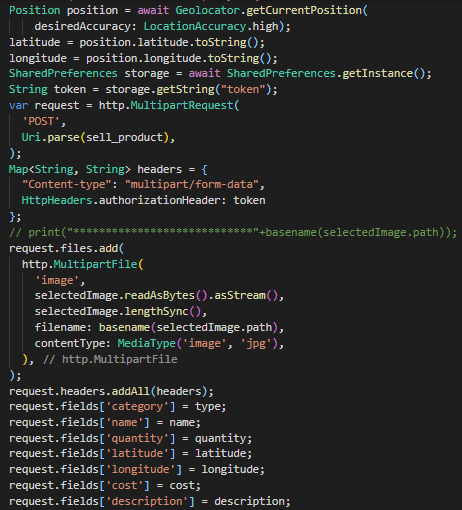 Position position = await Geolocator.getCurrentPosition(
desiredAccuracy: LocationAccuracy.high);
latitude = position.latitude.toString();
longitude = position.longitude.toString();
SharedPreferences storage = await SharedPreferences.getInstance();
String token = storage.getString("token");
var request = http.MultipartRequest(
'POST',
Uri.parse(sell_product),
);
Map<String, String> headers = {
"Content-type": "multipart/form-data",
HttpHeaders.authorizationHeader: token
};
// print("****************************"+basename(selectedImage.path));
request.files.add(
http.MultipartFile(
'image',
selectedImage.readAsBytes().asStream(),
selectedImage.lengthSync(),
filename: basename(selectedImage.path),
contentType: MediaType('image', 'jpg'),
), // http.MultipartFile
);
request.headers.addAll(headers);
request.fields['category'] = type;
request.fields['name'] = name;
request.fields['quantity'] = quantity;
request.fields['latitude'] = latitude;
request.fields['longitude'] = longitude;
request.fields['cost'] = cost;
request.fields['description'] = description;